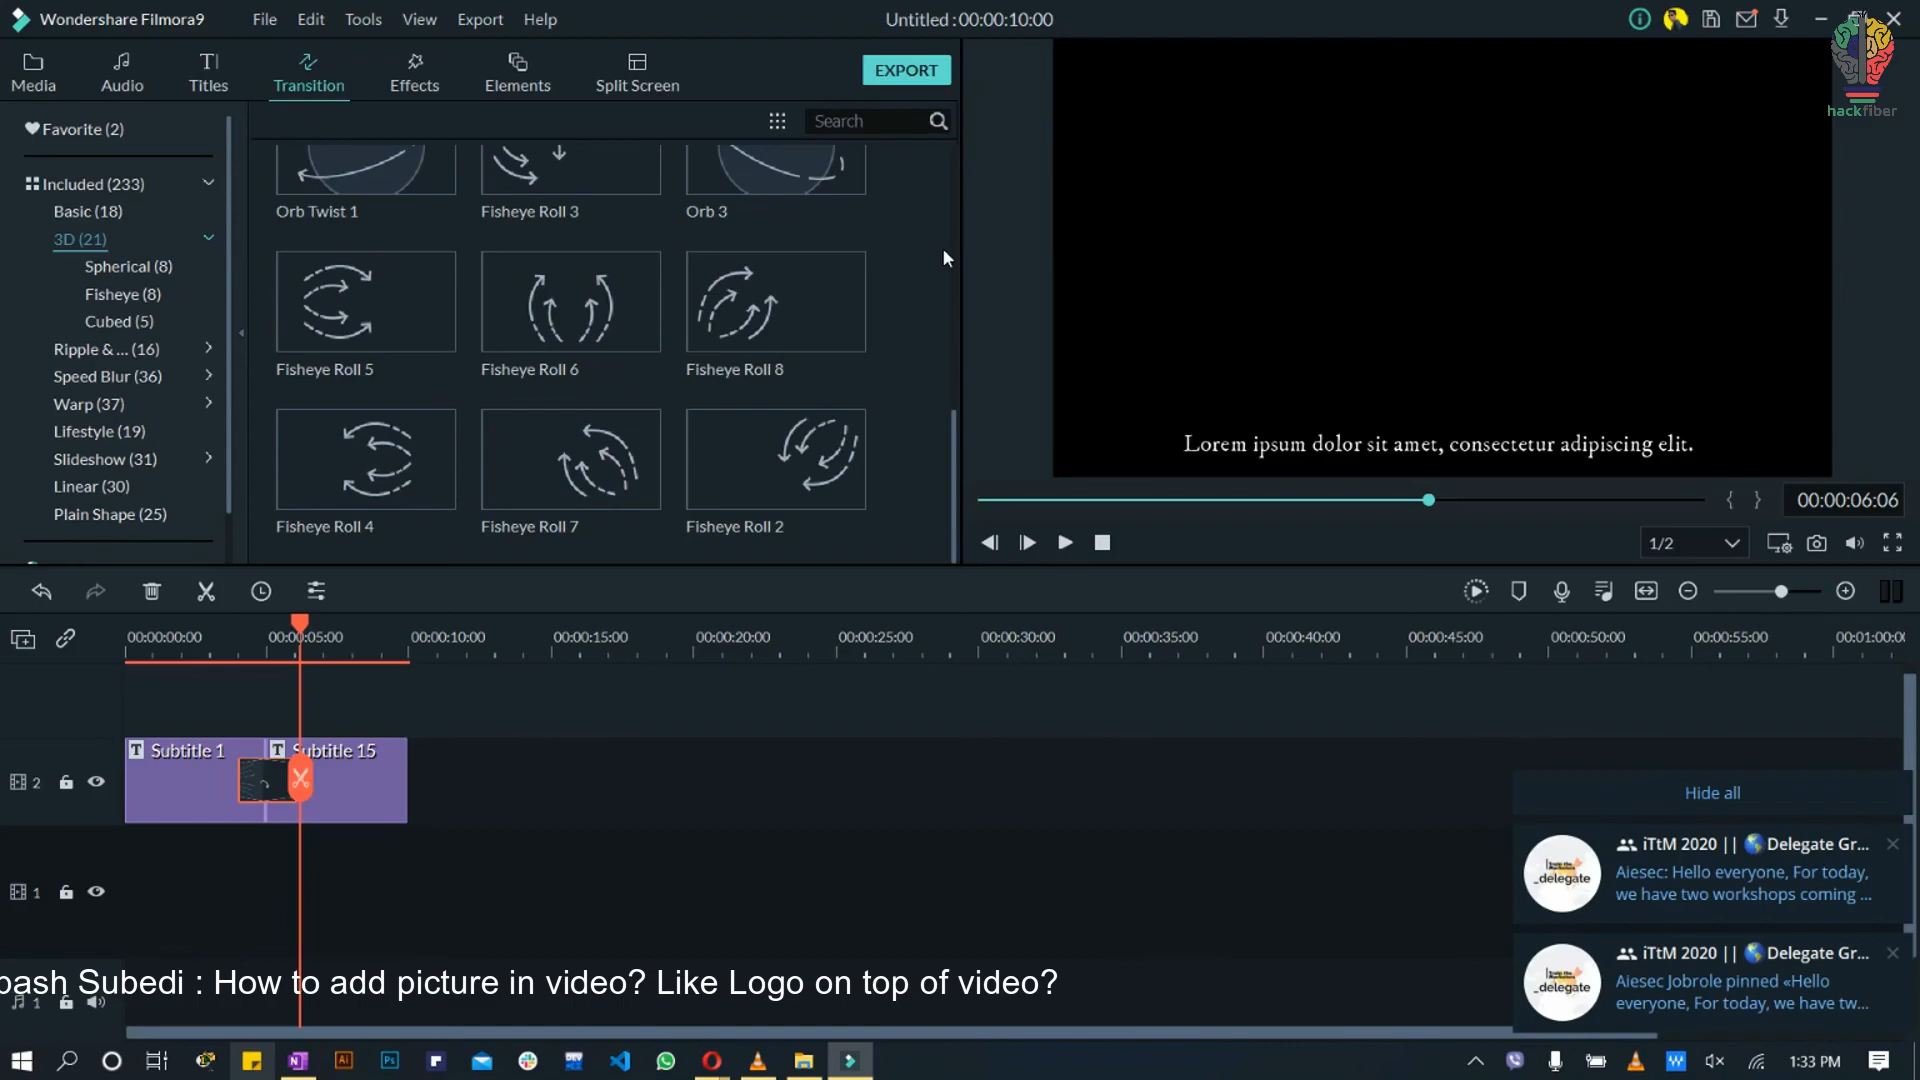 Wondershare Filmora9
File Edit Tools View Export Help
Untitled : 00:00:10:00
Media Audio Titles Transition Effects Elements Split Screen
EXPORT
hackfiber
Favorite (2)
Search
Included (233)
Basic (18)
3D (21)
Spherical (8)
Fisheye (8)
Cubed (5)
Ripple & ... (16)
Speed Blur (36)
Warp (37)
Lifestyle (19)
Slideshow (31)
Linear (30)
Plain Shape (25)
Orb Twist 1 Fisheye Roll 3 Orb 3
Fisheye Roll 5 Fisheye Roll 6 Fisheye Roll 8
Fisheye Roll 4 Fisheye Roll 7 Fisheye Roll 2
Lorem ipsum dolor sit amet, consectetur adipiscing elit.
{ } 00:00:06:06
1/2
00:00:00:00 00:00:05:00 00:00:10:00 00:00:15:00 00:00:20:00 00:00:25:00 00:00:30:00 00:00:35:00 00:00:40:00 00:00:45:00 00:00:50:00 00:00:55:00 00:01:00:0
T Subtitle 1 T Subtitle 15
2
1
1
Hide all
iTtM 2020 || 🌎 Delegate Gr...
Aiesec: Hello everyone, For today,
we have two workshops coming ...
_delegate
iTtM 2020 || 🌎 Delegate Gr...
Aiesec Jobrole pinned «Hello
everyone, For today, we have tw...
_delegate
bash Subedi : How to add picture in video? Like Logo on top of video?
1:33 PM